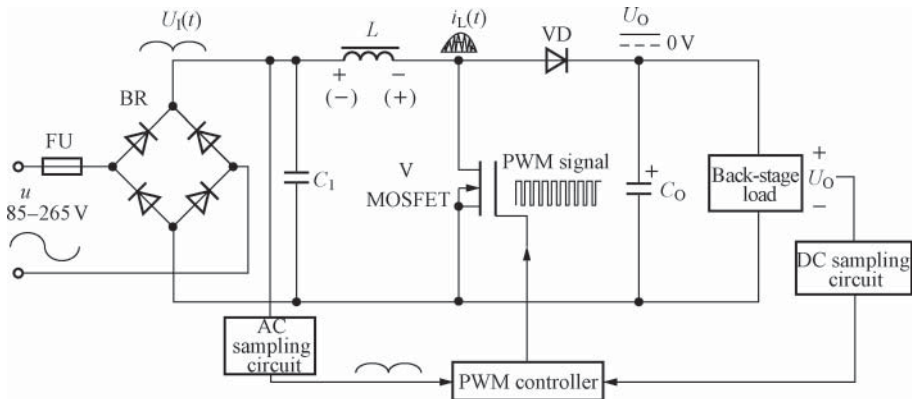 U_I(t)
L
i_L(t)
VD
U_O
0 V
+
−
(−)
(+)
BR
FU
u
85–265 V
C_1
V
MOSFET
PWM signal
+
C_O
Back-stage
load
+
U_O
−
DC sampling
circuit
AC
sampling
circuit
PWM controller